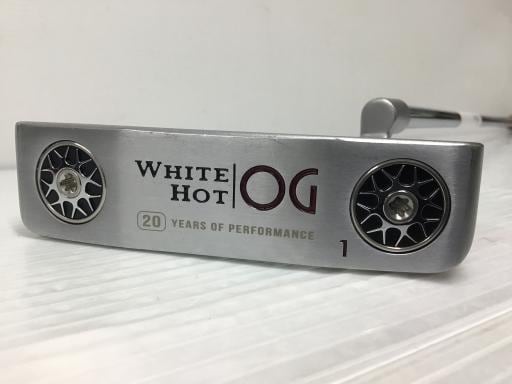 WHITE HOT OG
20 YEARS OF PERFORMANCE
1